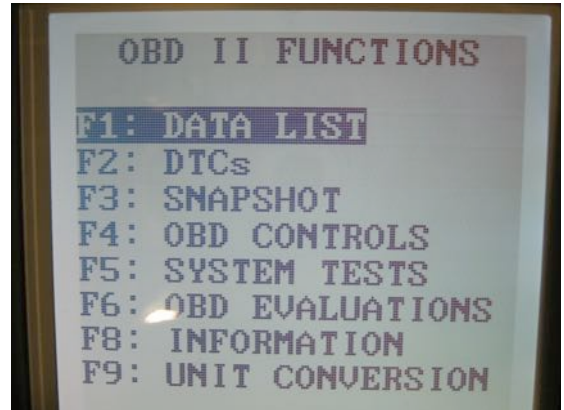 OBD II FUNCTIONS
F1: DATA LIST
F2: DTCs
F3: SNAPSHOT
F4: OBD CONTROLS
F5: SYSTEM TESTS
F6: OBD EVALUATIONS
F8: INFORMATION
F9: UNIT CONVERSION